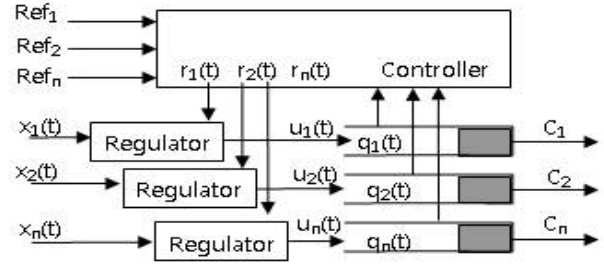 Ref1
Ref2
Refn
r1(t) r2(t) rn(t) Controller
x1(t) Regulator u1(t) q1(t) C1
x2(t) Regulator u2(t) q2(t) C2
xn(t) Regulator un(t) qn(t) Cn